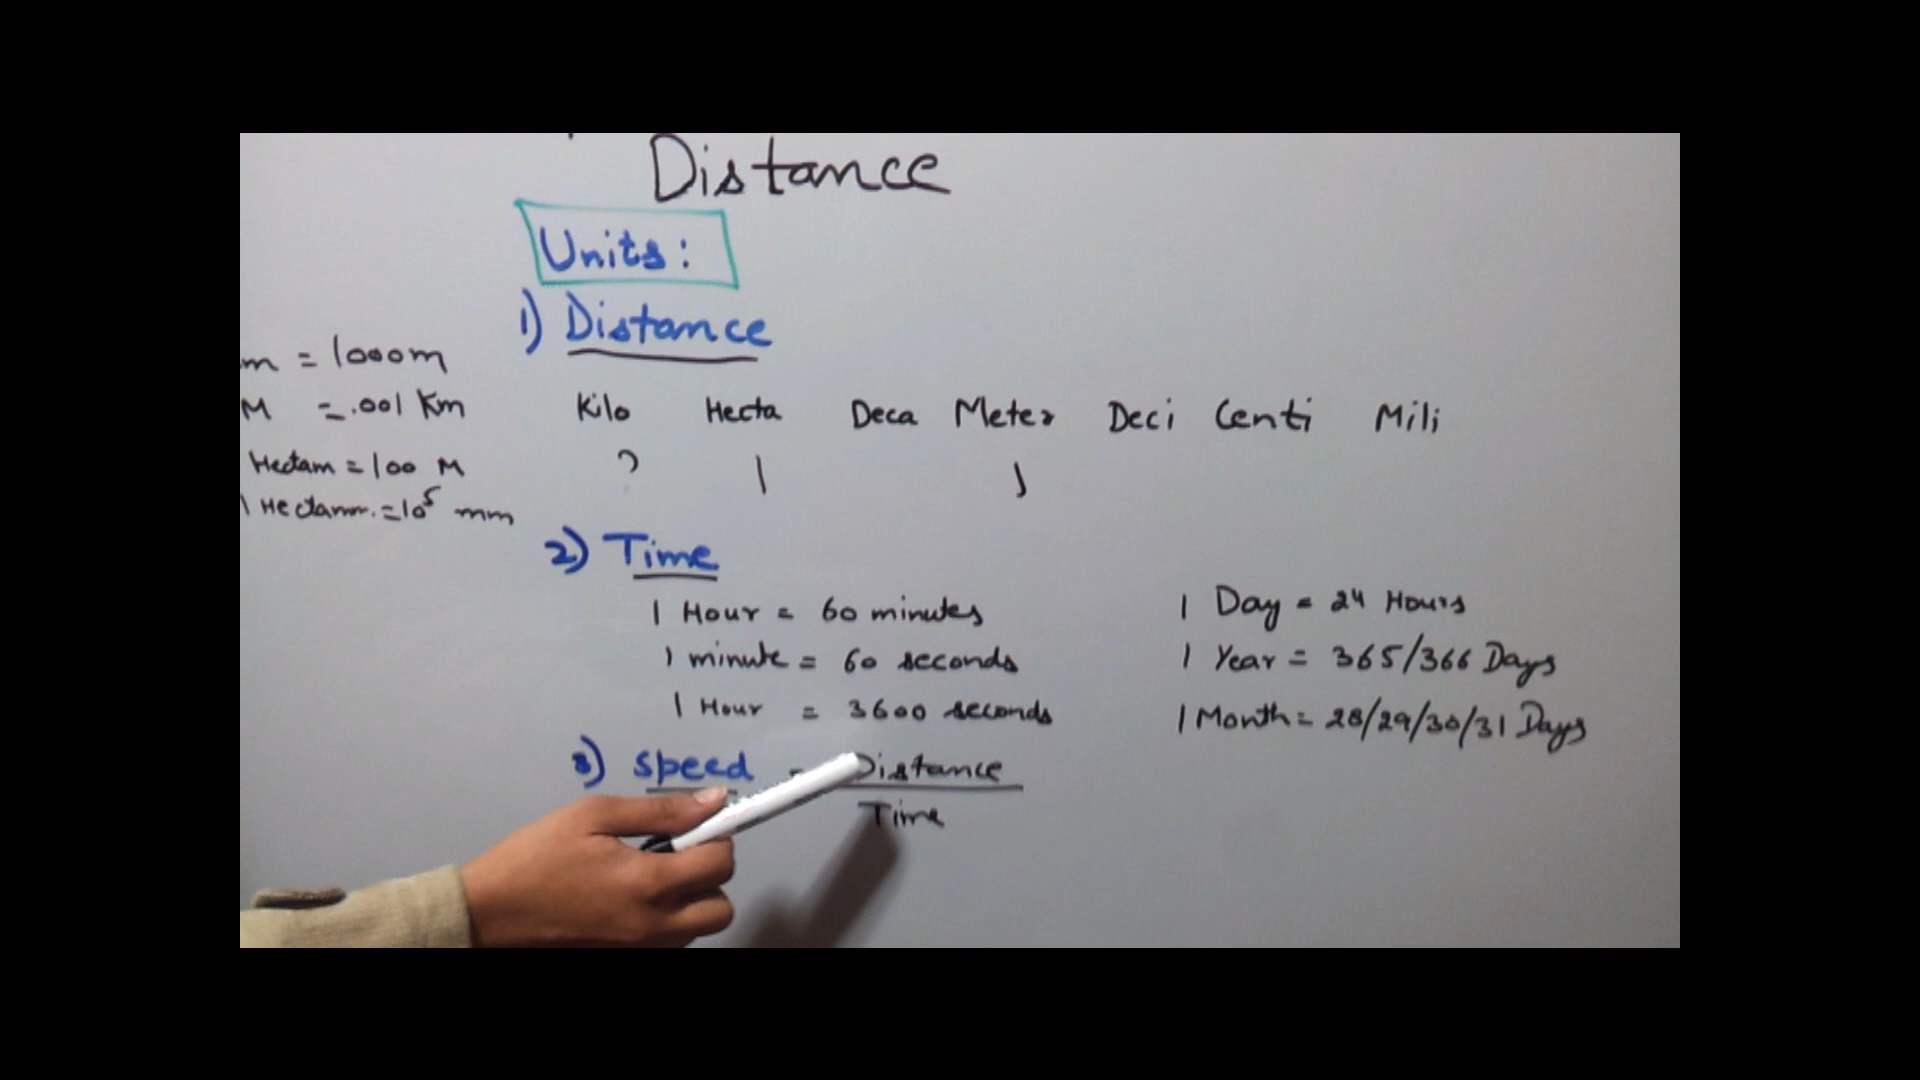 Distance
Units:
1) Distance
m = 1000m
M = .001 Km
Hectam = 100 M
1 Hectamm. = 10⁵ mm
Kilo Hecta Deca Meter Deci Centi Mili
? | )
2) Time
1 Hour = 60 minutes
1 minute = 60 seconds
1 Hour = 3600 seconds
1 Day = 24 Hours
1 Year = 365/366 Days
1 Month = 28/29/30/31 Days
3) Speed = Distance
Time